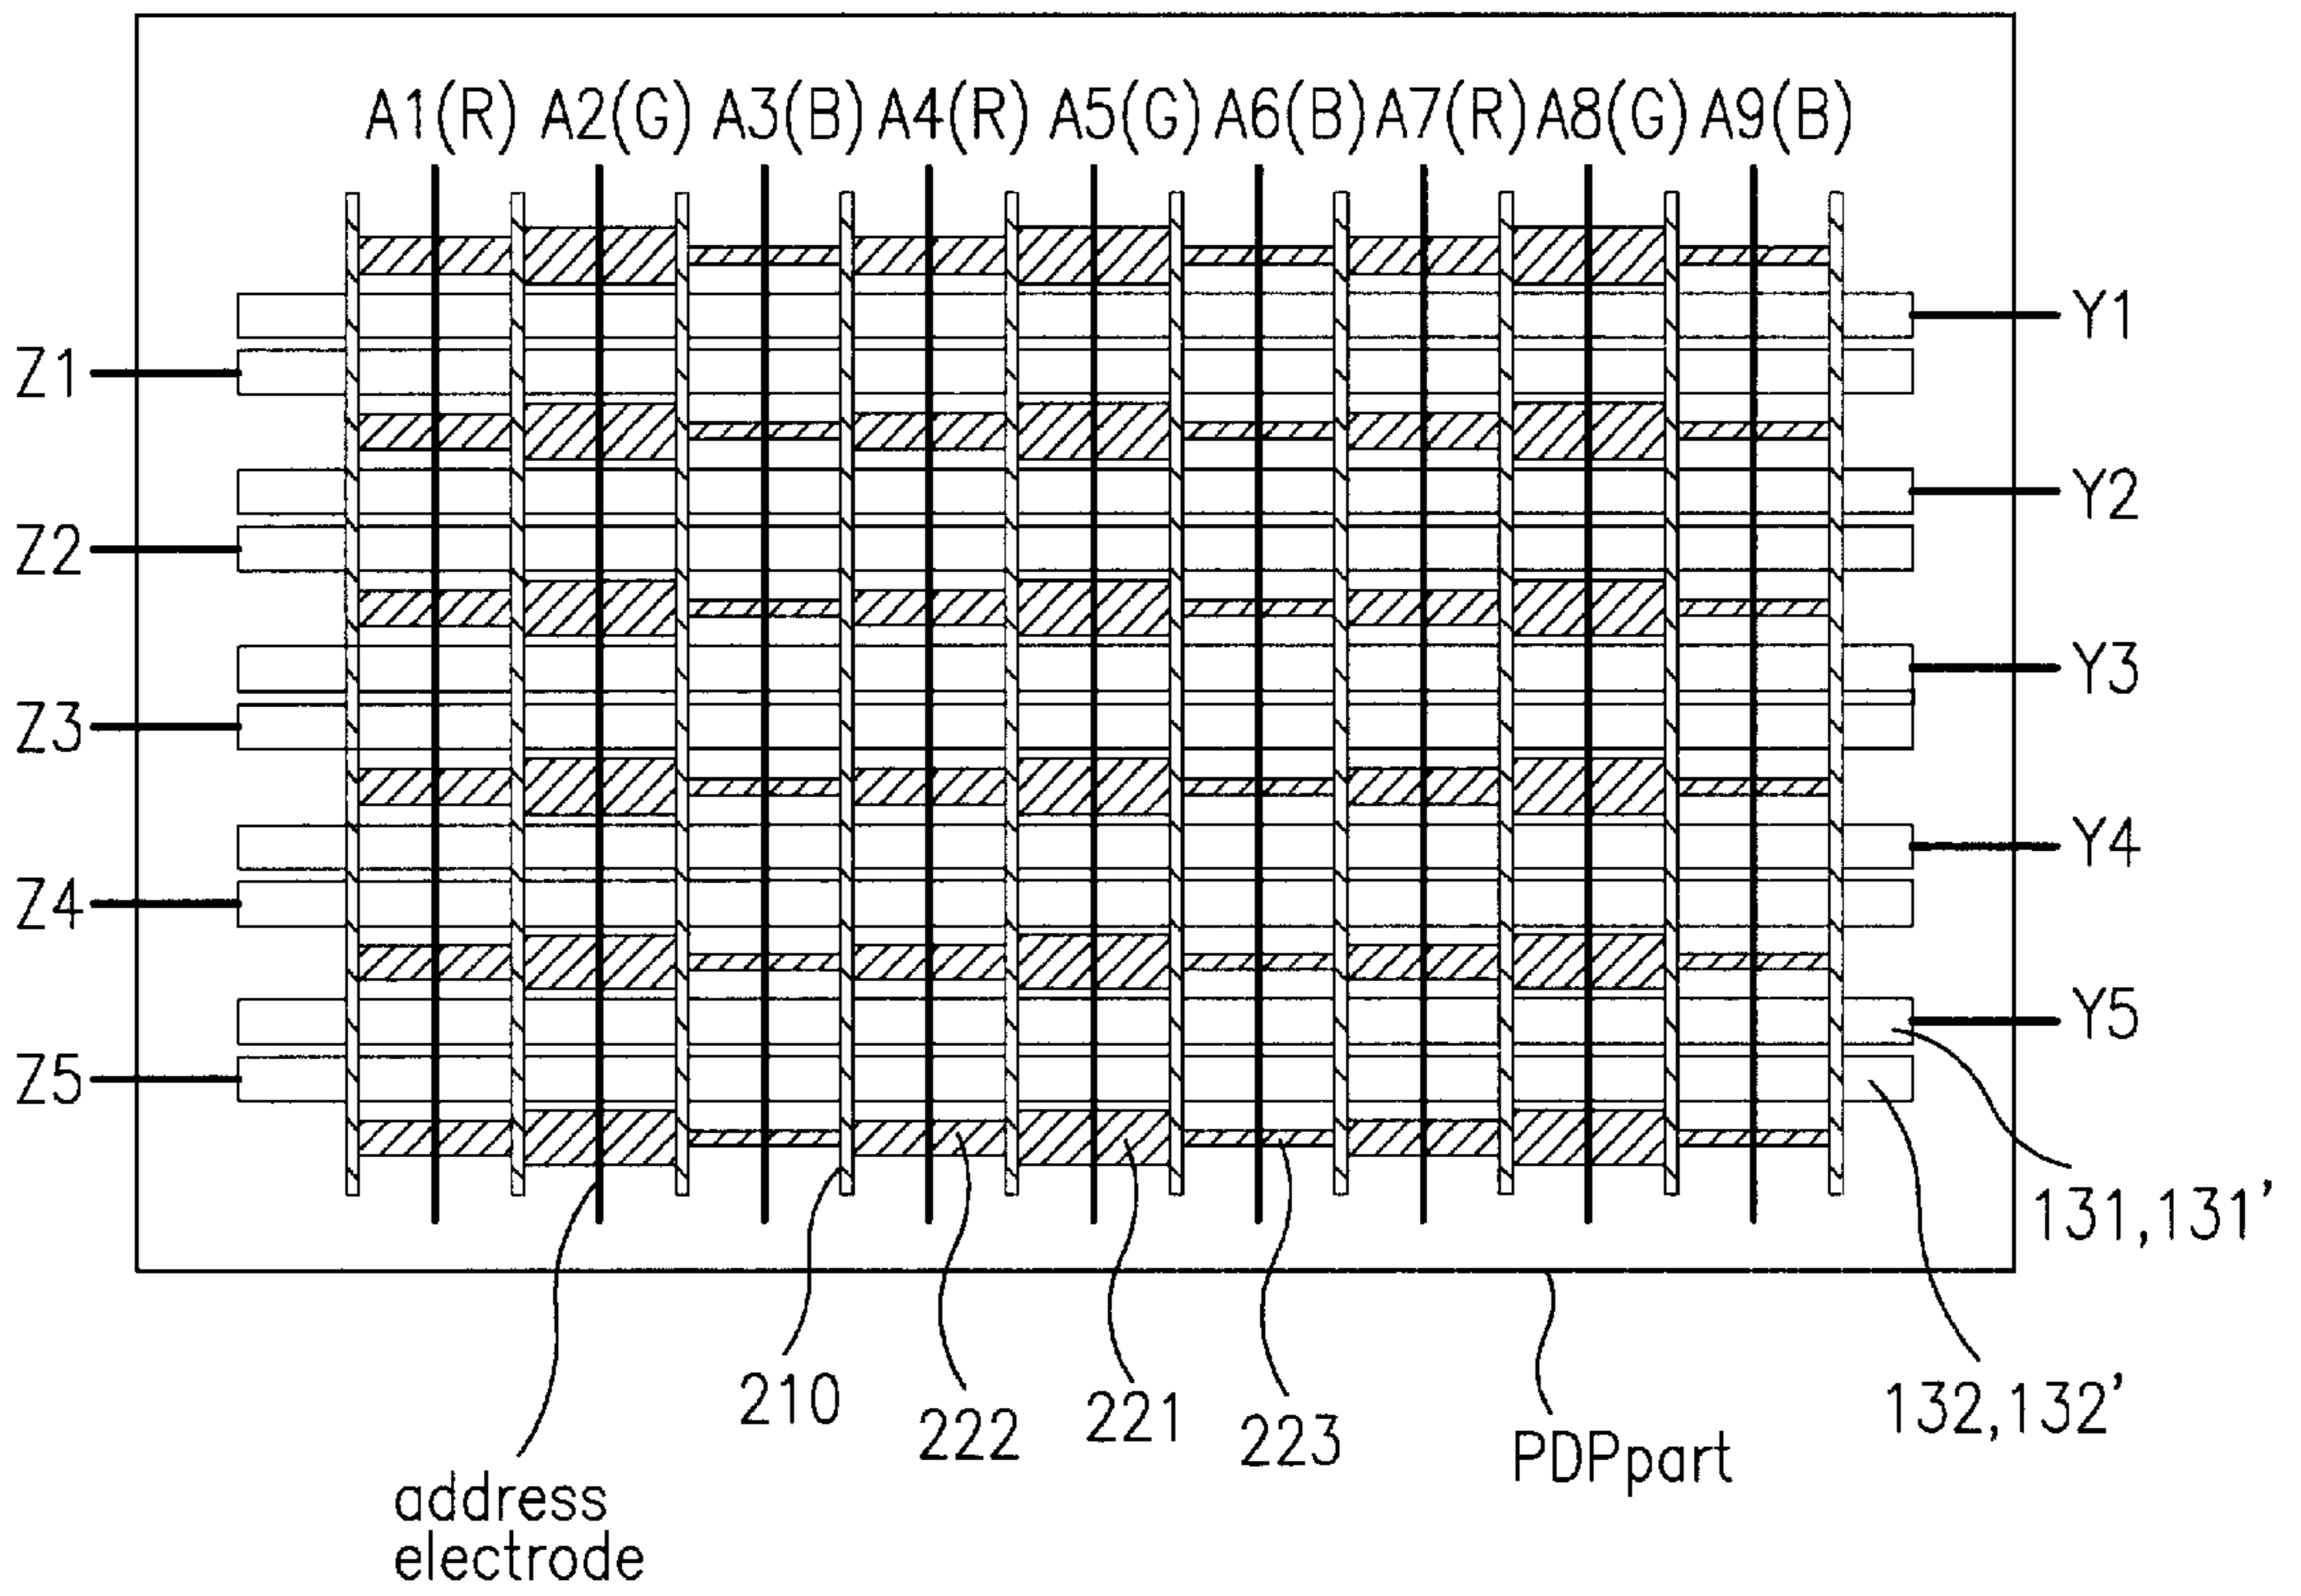 A1(R) A2(G) A3(B) A4(R) A5(G) A6(B) A7(R) A8(G) A9(B)
Y1
Z1
Y2
Z2
Y3
Z3
Y4
Z4
Y5
Z5
131,131'
210
222
221
223
132,132'
PDPpart
address
electrode